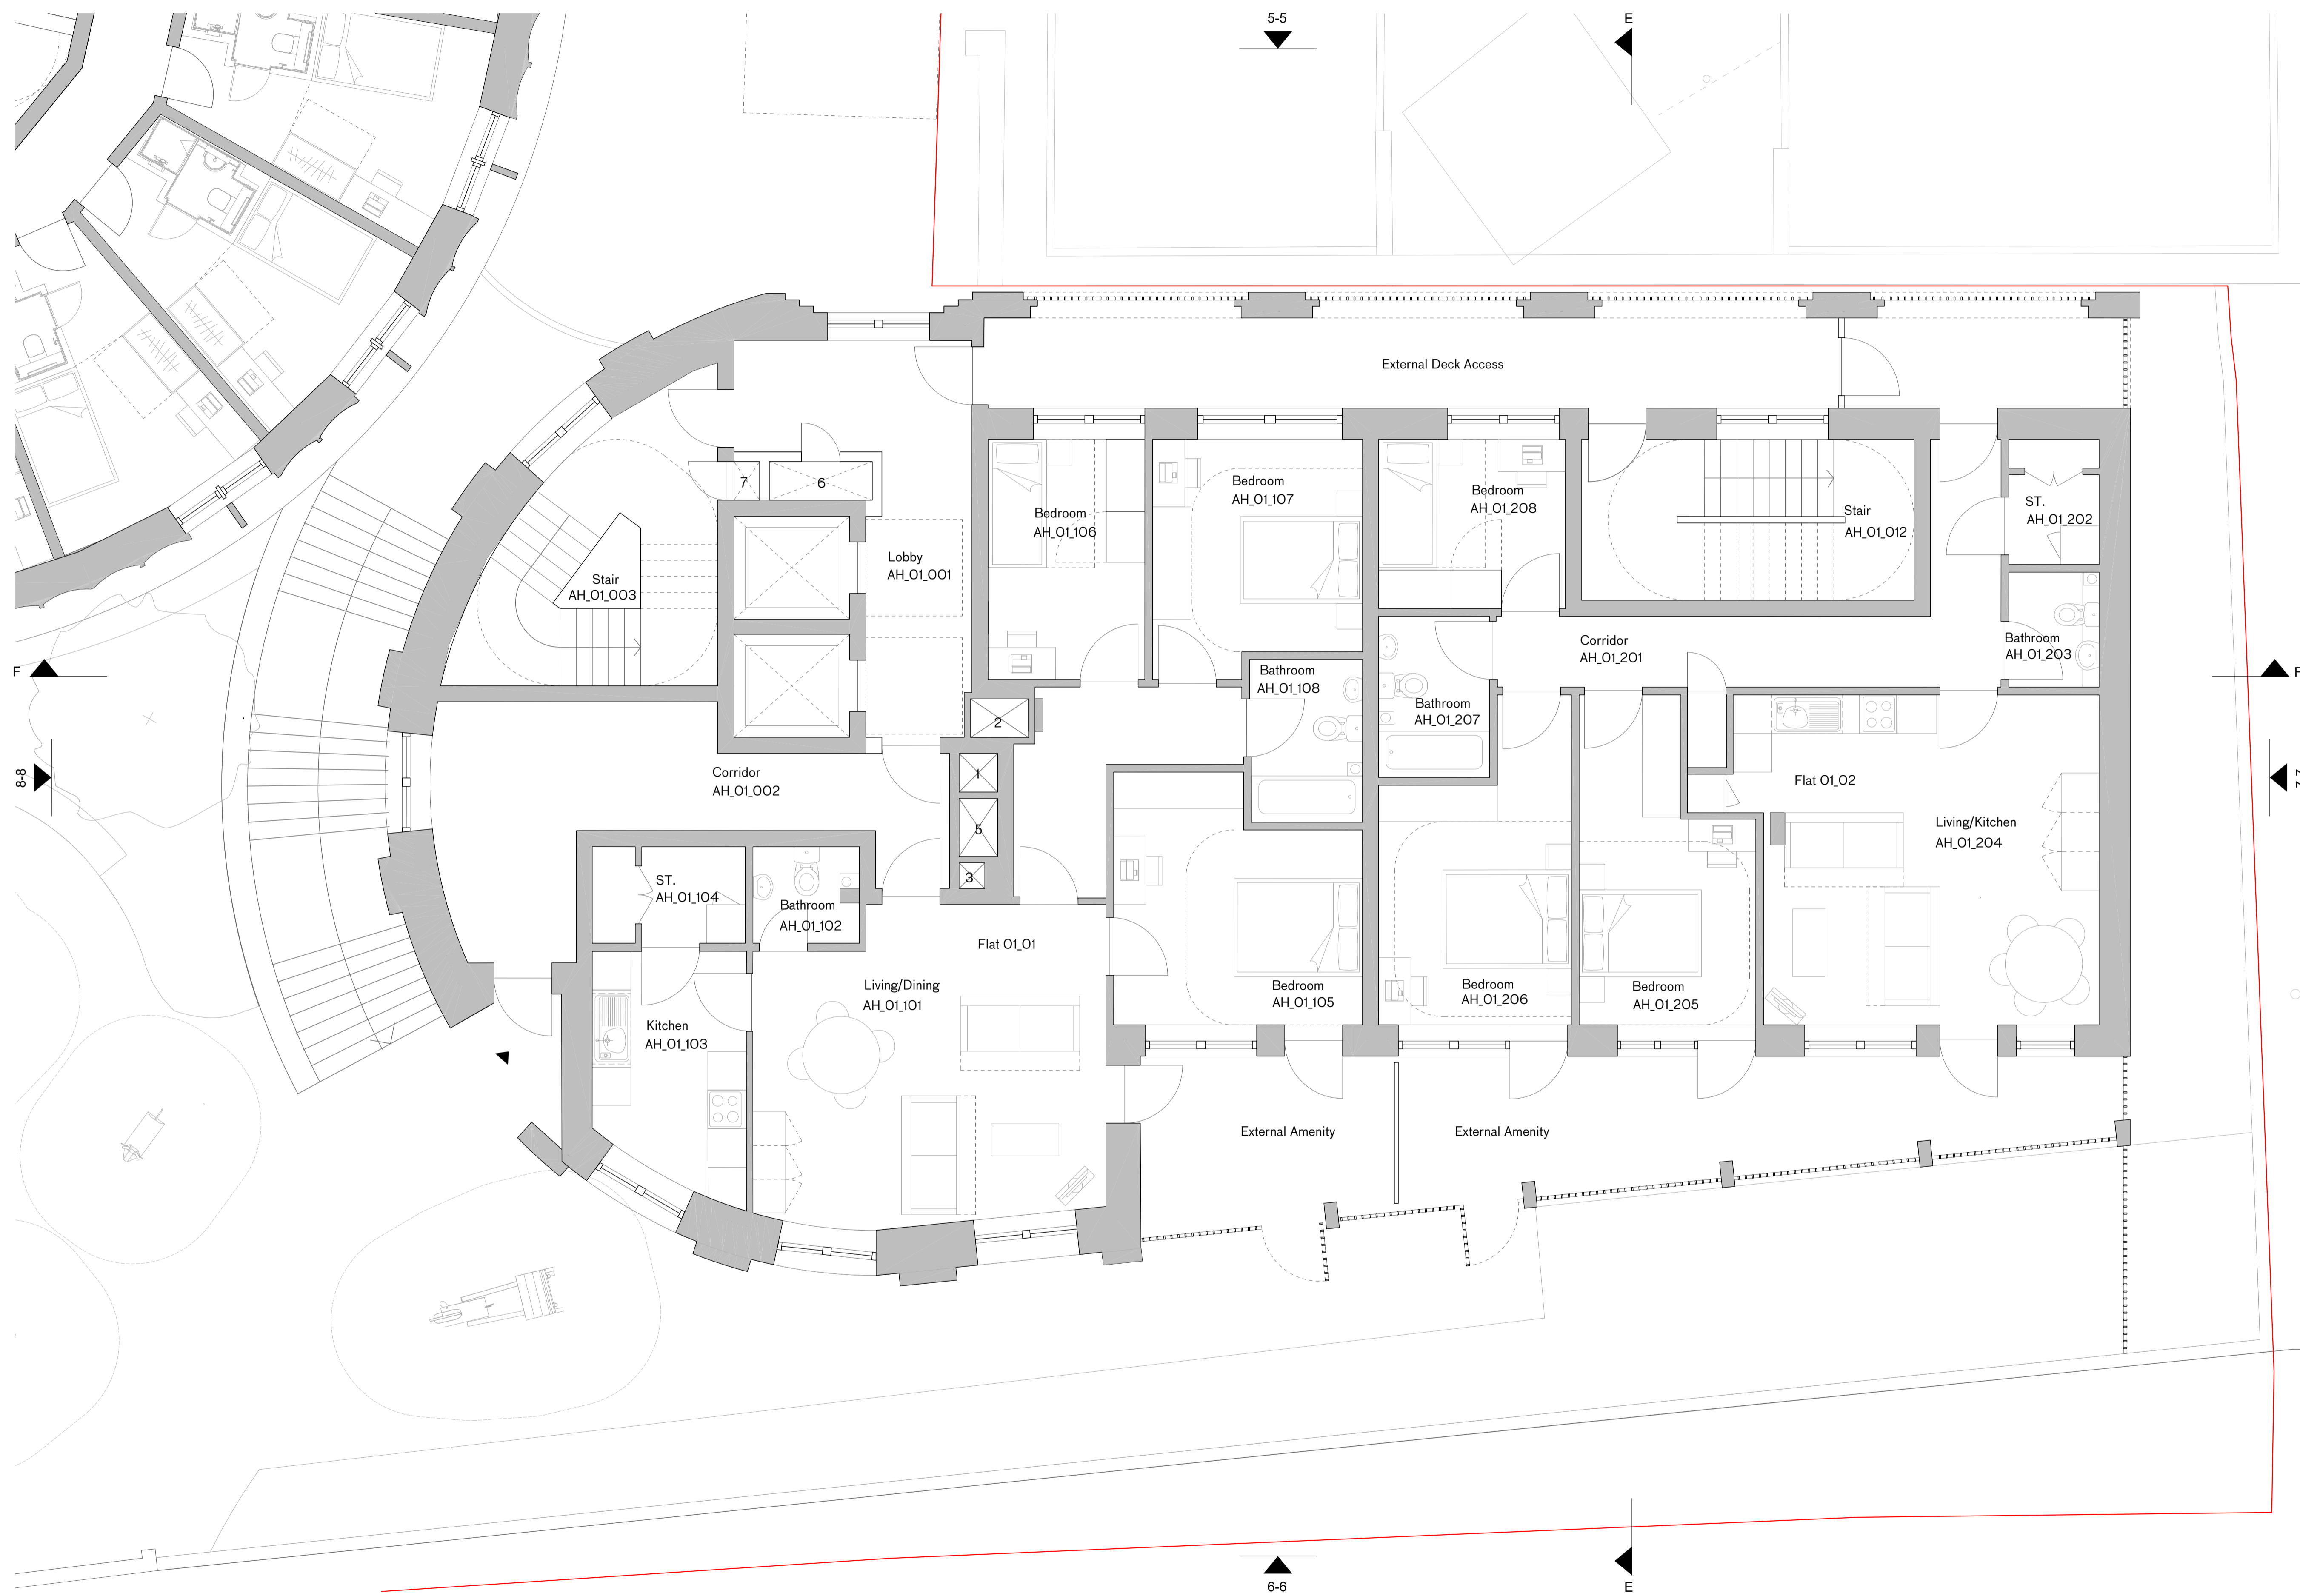 5-5
E
External Deck Access
7
6
Bedroom
AH_01_107
Bedroom
AH_01_208
Bedroom
AH_01_106
Stair
AH_01_012
ST.
AH_01_202
Lobby
AH_01_001
Stair
AH_01_003
Corridor
AH_01_201
Bathroom
AH_01_203
F
F
Bathroom
AH_01_108
Bathroom
AH_01_207
2
8-8
Corridor
AH_01_002
1
Flat 01_02
5
Living/Kitchen
AH_01_204
3
ST.
AH_01_104
Bathroom
AH_01_102
Flat 01_01
Living/Dining
AH_01_101
Bedroom
AH_01_105
Bedroom
AH_01_206
Bedroom
AH_01_205
Kitchen
AH_01_103
External Amenity
External Amenity
6-6
E